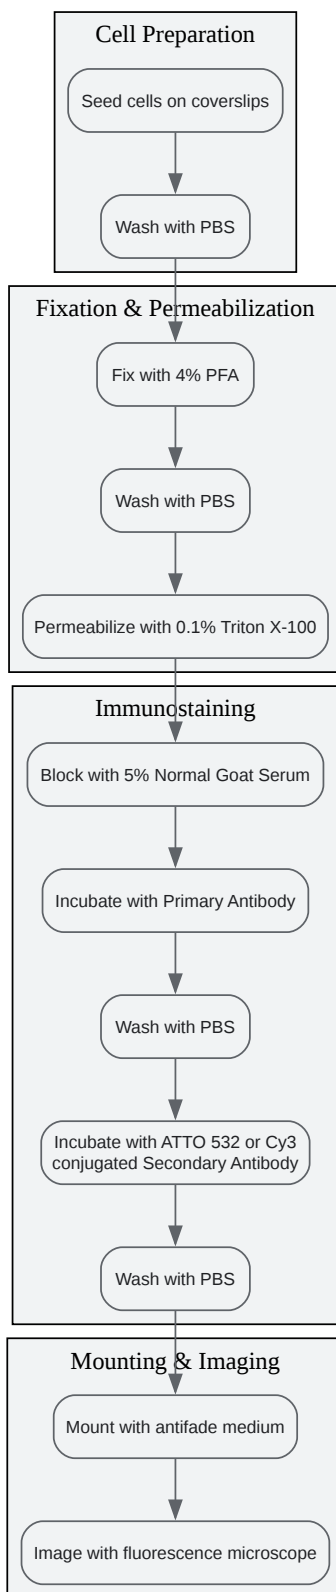 Cell Preparation
Seed cells on coverslips
Wash with PBS
Fixation & Permeabilization
Fix with 4% PFA
Wash with PBS
Permeabilize with 0.1% Triton X-100
Immunostaining
Block with 5% Normal Goat Serum
Incubate with Primary Antibody
Wash with PBS
Incubate with ATTO 532 or Cy3
conjugated Secondary Antibody
Wash with PBS
Mounting & Imaging
Mount with antifade medium
Image with fluorescence microscope